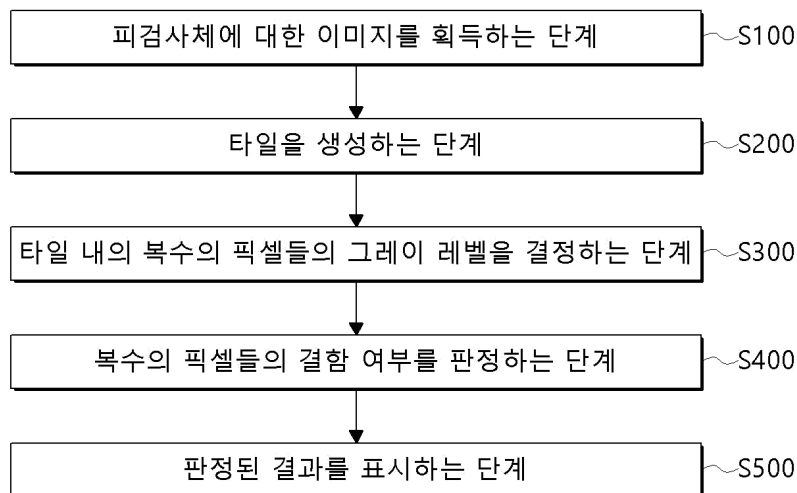 피검사체에 대한 이미지를 획득하는 단계 S100
타일을 생성하는 단계 S200
타일 내의 복수의 픽셀들의 그레이 레벨을 결정하는 단계 S300
복수의 픽셀들의 결함 여부를 판정하는 단계 S400
판정된 결과를 표시하는 단계 S500